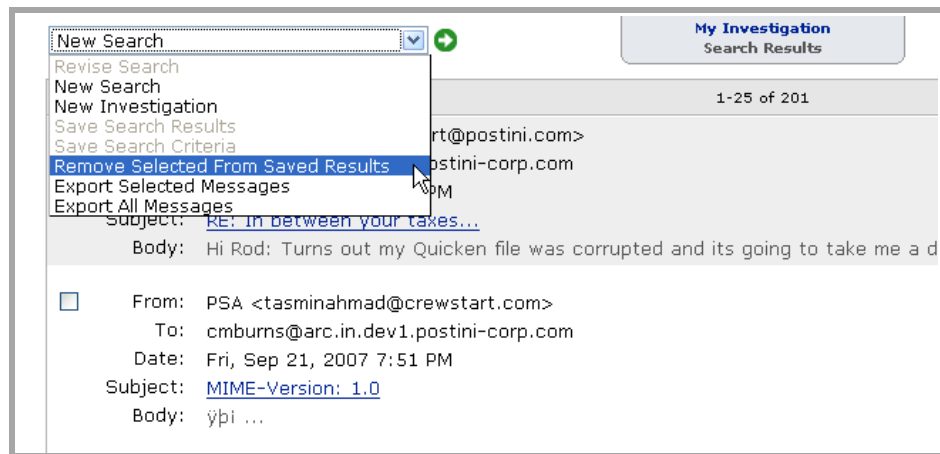 New Search
My Investigation
Search Results
Revise Search
New Search
New Investigation
Save Search Results
Save Search Criteria
Remove Selected From Saved Results
Export Selected Messages
Export All Messages
1-25 of 201
rt@postini.com>
ostini-corp.com
PM
Subject: RE: In between your taxes...
Body: Hi Rod: Turns out my Quicken file was corrupted and its going to take me a d
From: PSA <tasminahmad@crewstart.com>
To: cmburns@arc.in.dev1.postini-corp.com
Date: Fri, Sep 21, 2007 7:51 PM
Subject: MIME-Version: 1.0
Body: ÿþi ...